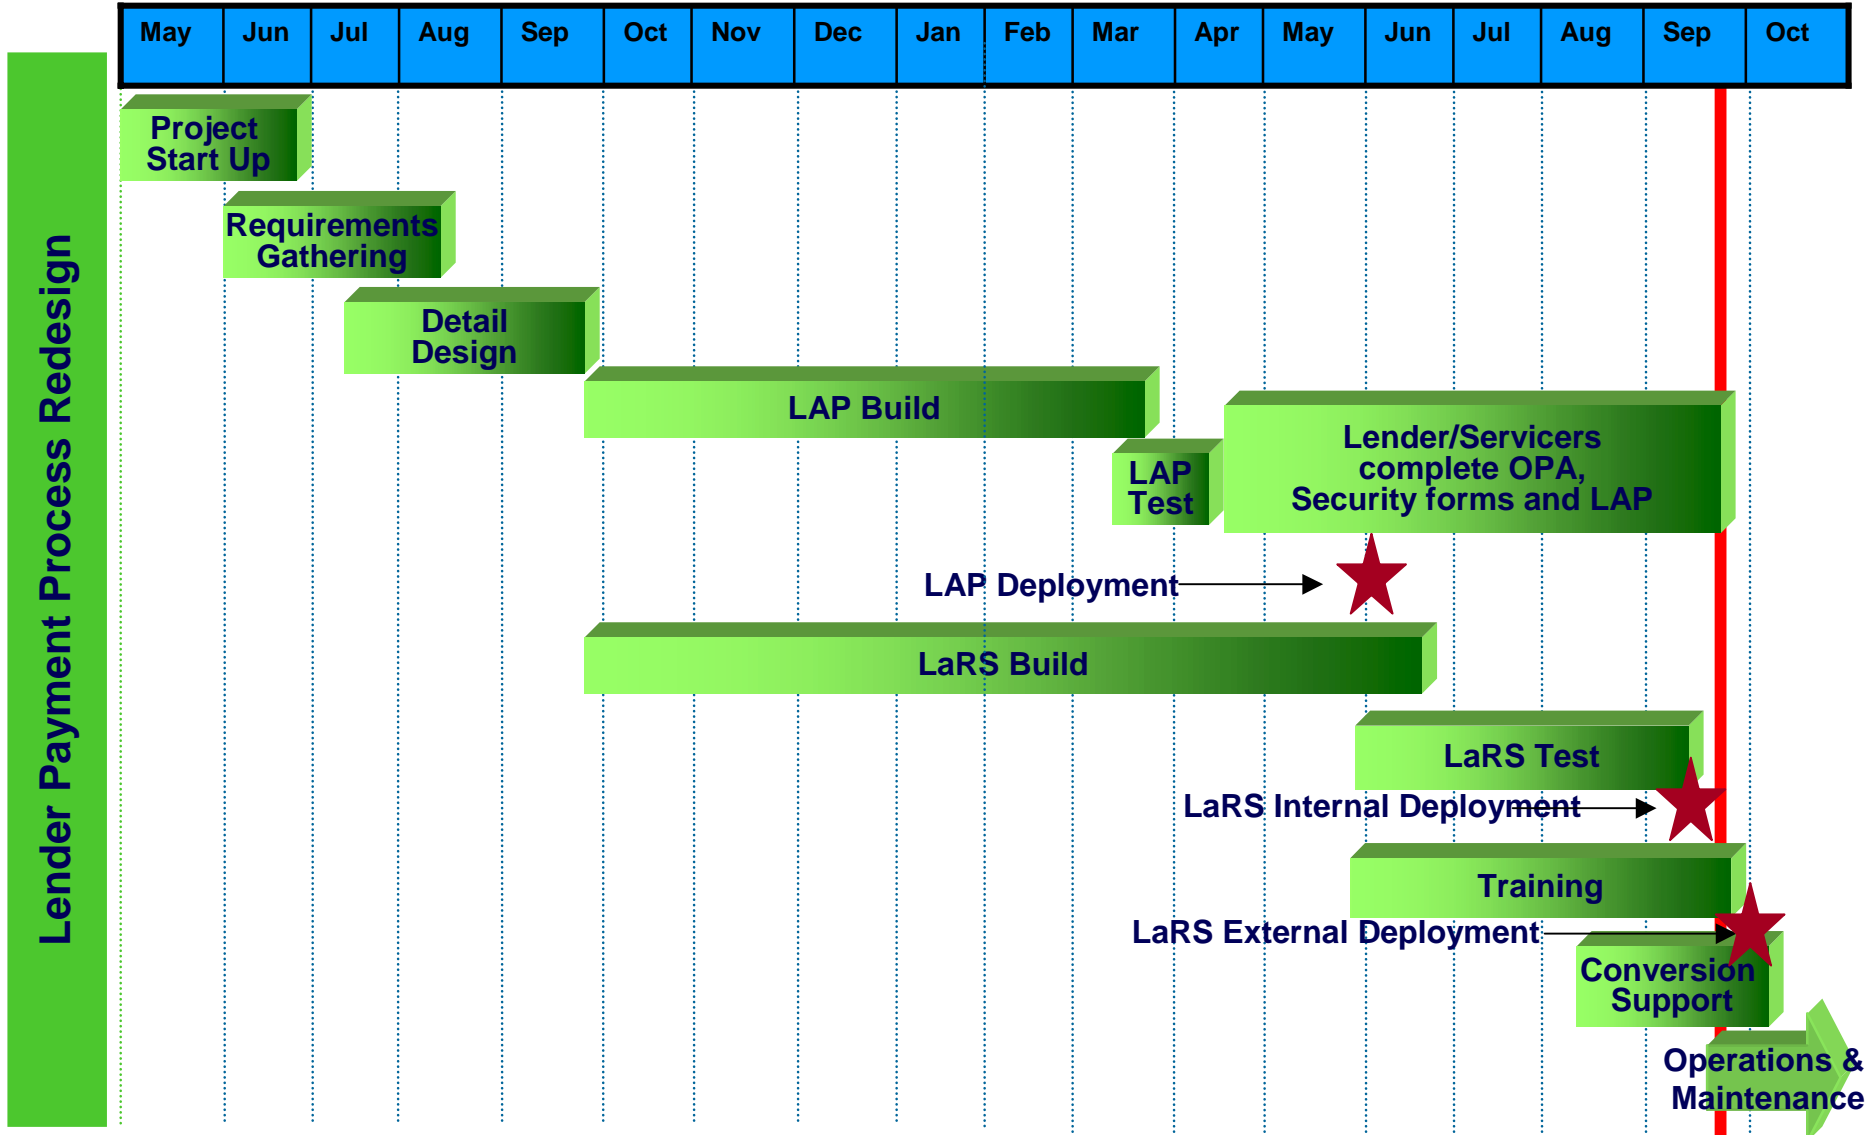 May Jun Jul Aug Sep Oct Nov Dec Jan Feb Mar Apr May Jun Jul Aug Sep Oct
Lender Payment Process Redesign
Project
Start Up
Requirements
Gathering
Detail
Design
LAP Build
LAP
Test
Lender/Servicers
complete OPA,
Security forms and LAP
LAP Deployment
LaRS Build
LaRS Test
LaRS Internal Deployment
Training
LaRS External Deployment
Conversion
Support
Operations &
Maintenance